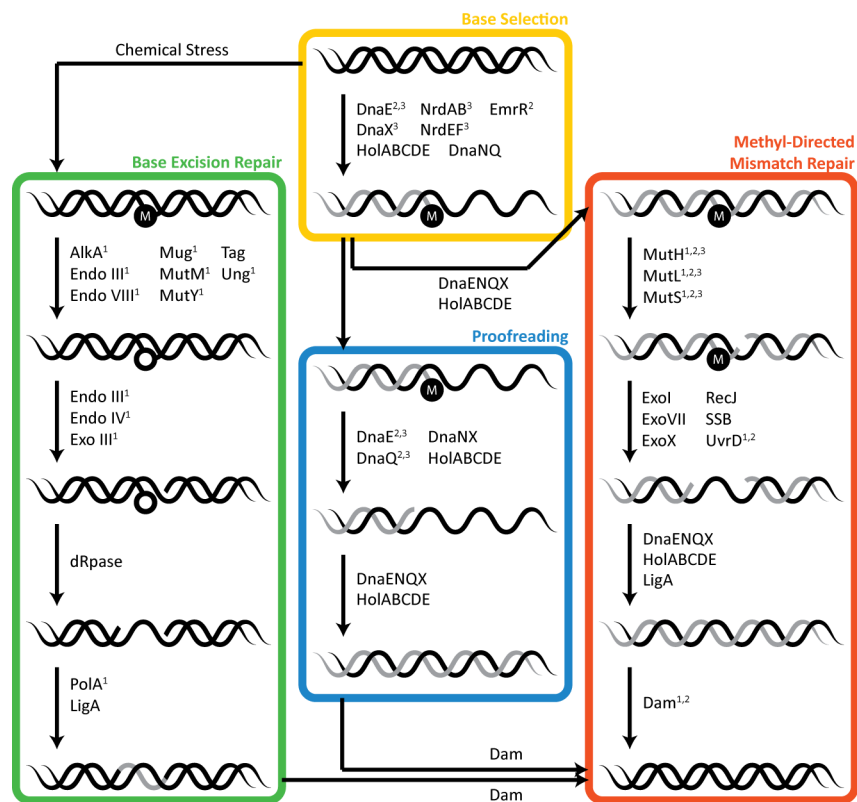 Base Selection
Chemical Stress
DnaE2,3 NrdAB3 EmrR2
DnaX3 NrdEF3
HolABCDE DnaNQ
M
Base Excision Repair
M
AlkA1 Mug1 Tag
Endo III1 MutM1 Ung1
Endo VIII1 MutY1
Endo III1
Endo IV1
Exo III1
dRpase
PolA1
LigA
DnaENQX
HolABCDE
Proofreading
M
DnaE2,3 DnaNX
DnaQ2,3 HolABCDE
DnaENQX
HolABCDE
Methyl-Directed
Mismatch Repair
M
MutH1,2,3
MutL1,2,3
MutS1,2,3
M
ExoI RecJ
ExoVII SSB
ExoX UvrD1,2
DnaENQX
HolABCDE
LigA
Dam1,2
Dam
Dam